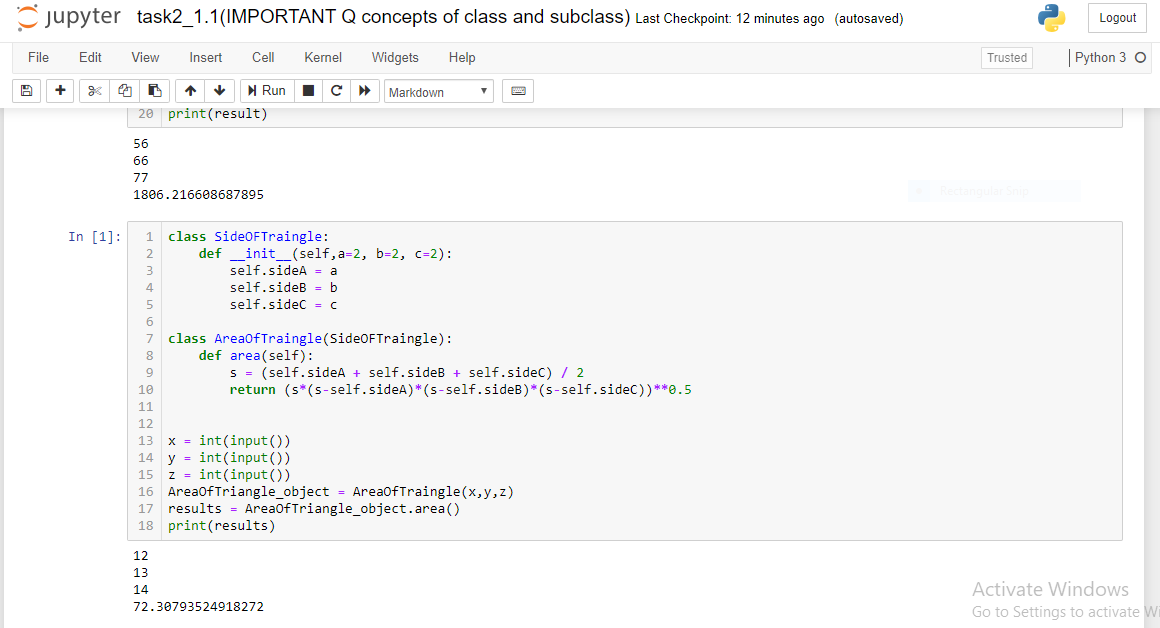 jupyter task2_1.1(IMPORTANT Q concepts of class and subclass) Last Checkpoint: 12 minutes ago (autosaved) Logout
File Edit View Insert Cell Kernel Widgets Help Trusted Python 3
Run Markdown
20 print(result)
56
66
77
1806.216608687895
Rectangular Snip
In [1]:
1 class SideOFTraingle:
2 def __init__(self,a=2, b=2, c=2):
3 self.sideA = a
4 self.sideB = b
5 self.sideC = c
6
7 class AreaOfTraingle(SideOFTraingle):
8 def area(self):
9 s = (self.sideA + self.sideB + self.sideC) / 2
10 return (s*(s-self.sideA)*(s-self.sideB)*(s-self.sideC))**0.5
11
12
13 x = int(input())
14 y = int(input())
15 z = int(input())
16 AreaOfTriangle_object = AreaOfTraingle(x,y,z)
17 results = AreaOfTriangle_object.area()
18 print(results)
12
13
14
72.30793524918272
Activate Windows
Go to Settings to activate Wi